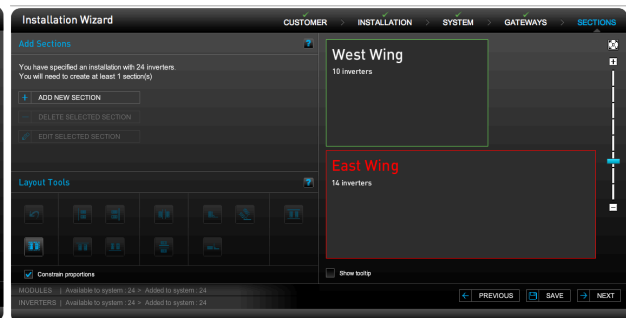 Installation Wizard
CUSTOMER > INSTALLATION > SYSTEM > GATEWAYS > SECTIONS
Add Sections ?
You have specified an installation with 24 inverters.
You will need to create at least 1 section(s)
+ ADD NEW SECTION
DELETE SELECTED SECTION
EDIT SELECTED SECTION
Layout Tools ?
Constrain proportions
MODULES | Available to system : 24 > Added to system : 24
INVERTERS | Available to system : 24 > Added to system : 24
West Wing
10 inverters
East Wing
14 inverters
Show tooltip
← PREVIOUS
SAVE
→ NEXT